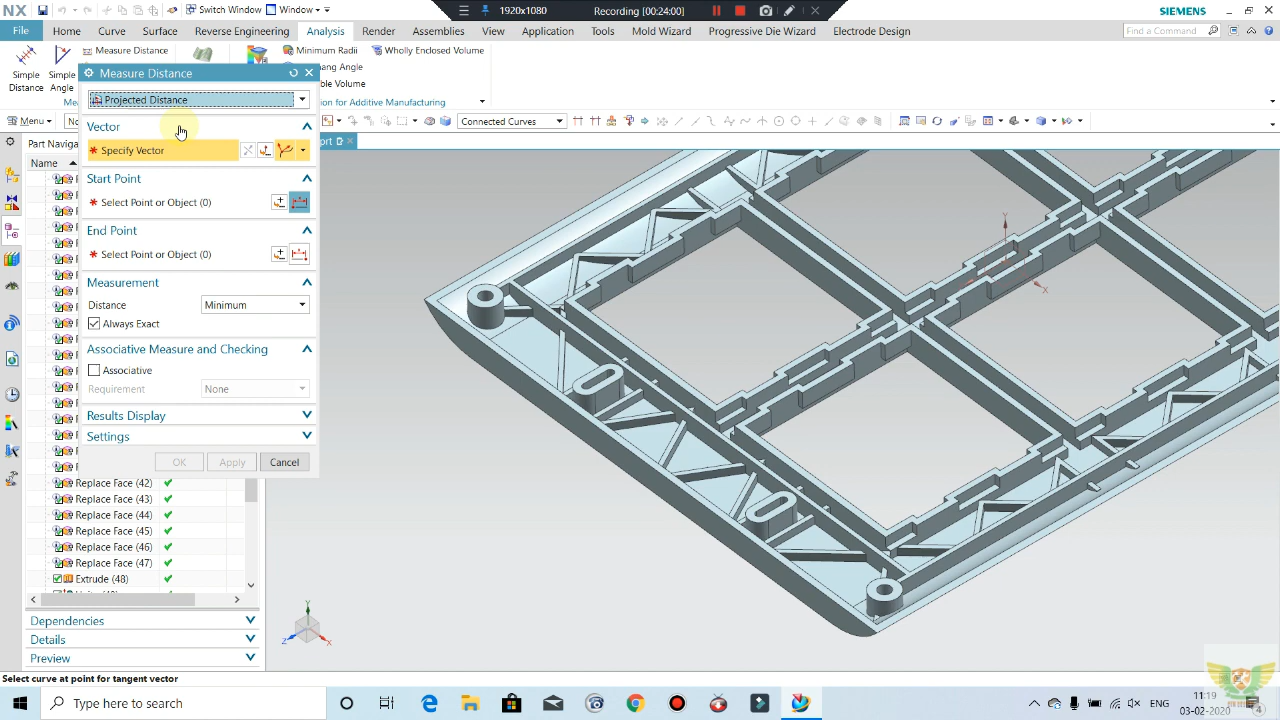 NX
Switch Window
Window
1920x1080
Recording [00:24:00]
SIEMENS
File
Home
Curve
Surface
Reverse Engineering
Analysis
Render
Assemblies
View
Application
Tools
Mold Wizard
Progressive Die Wizard
Electrode Design
Find a Command
Simple Distance
Simple
Measure Distance
Minimum Radii
Wholly Enclosed Volume
Measure Distance
Projected Distance
Vector
* Specify Vector
Start Point
* Select Point or Object (0)
End Point
* Select Point or Object (0)
Measurement
Distance
Minimum
Always Exact
Associative Measure and Checking
Associative
Requirement
None
Results Display
Settings
OK
Apply
Cancel
Menu
Connected Curves
Part Naviga
Name
Replace Face (42)
Replace Face (43)
Replace Face (44)
Replace Face (45)
Replace Face (46)
Replace Face (47)
Extrude (48)
Dependencies
Details
Preview
Y
X
Y
Z
X
Select curve at point for tangent vector
Type here to search
ENG
11:19
03-02-2020
4